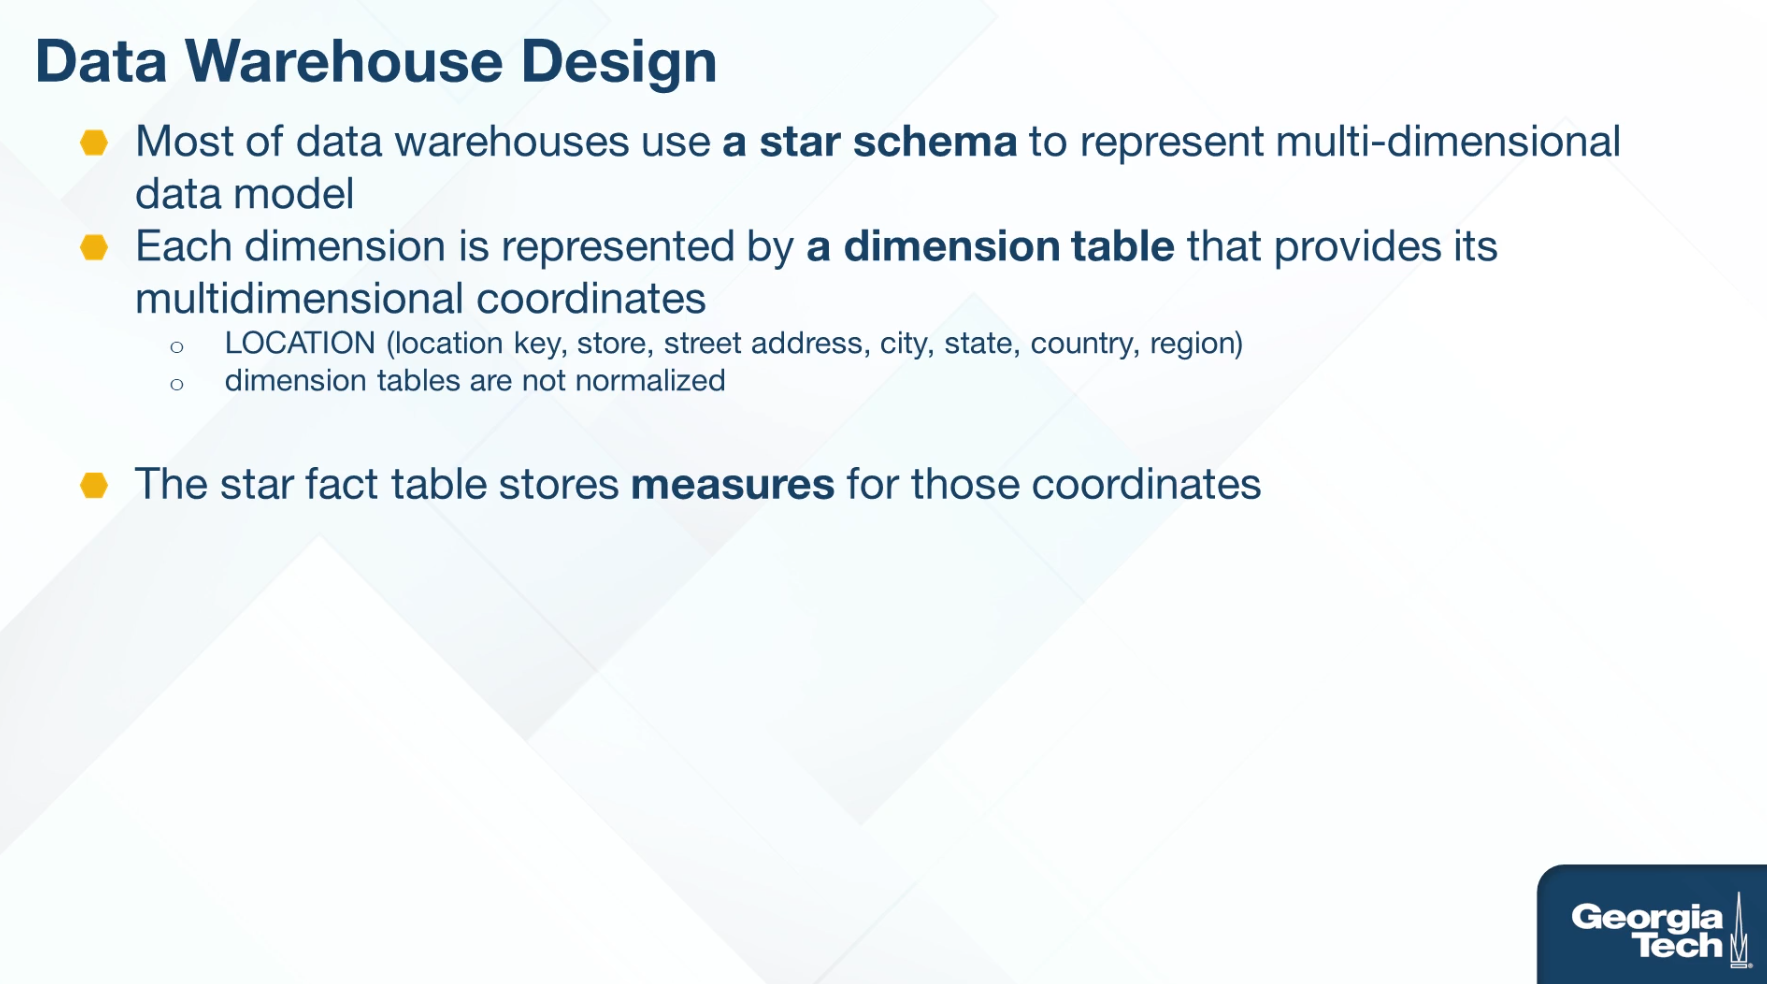 Data Warehouse Design
Most of data warehouses use a star schema to represent multi-dimensional
data model
Each dimension is represented by a dimension table that provides its
multidimensional coordinates
LOCATION (location key, store, street address, city, state, country, region)
dimension tables are not normalized
The star fact table stores measures for those coordinates
Georgia
Tech